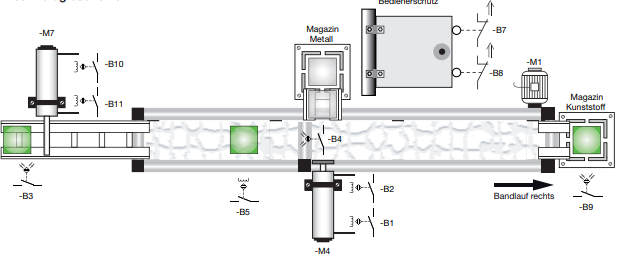 Bedienerschutz
-M7
Magazin
Metall
-B7
-B10
-B8
-M1
-B11
Magazin
Kunststoff
-B4
-B3
-B5
-B2
Bandlauf rechts
-B9
-B1
-M4